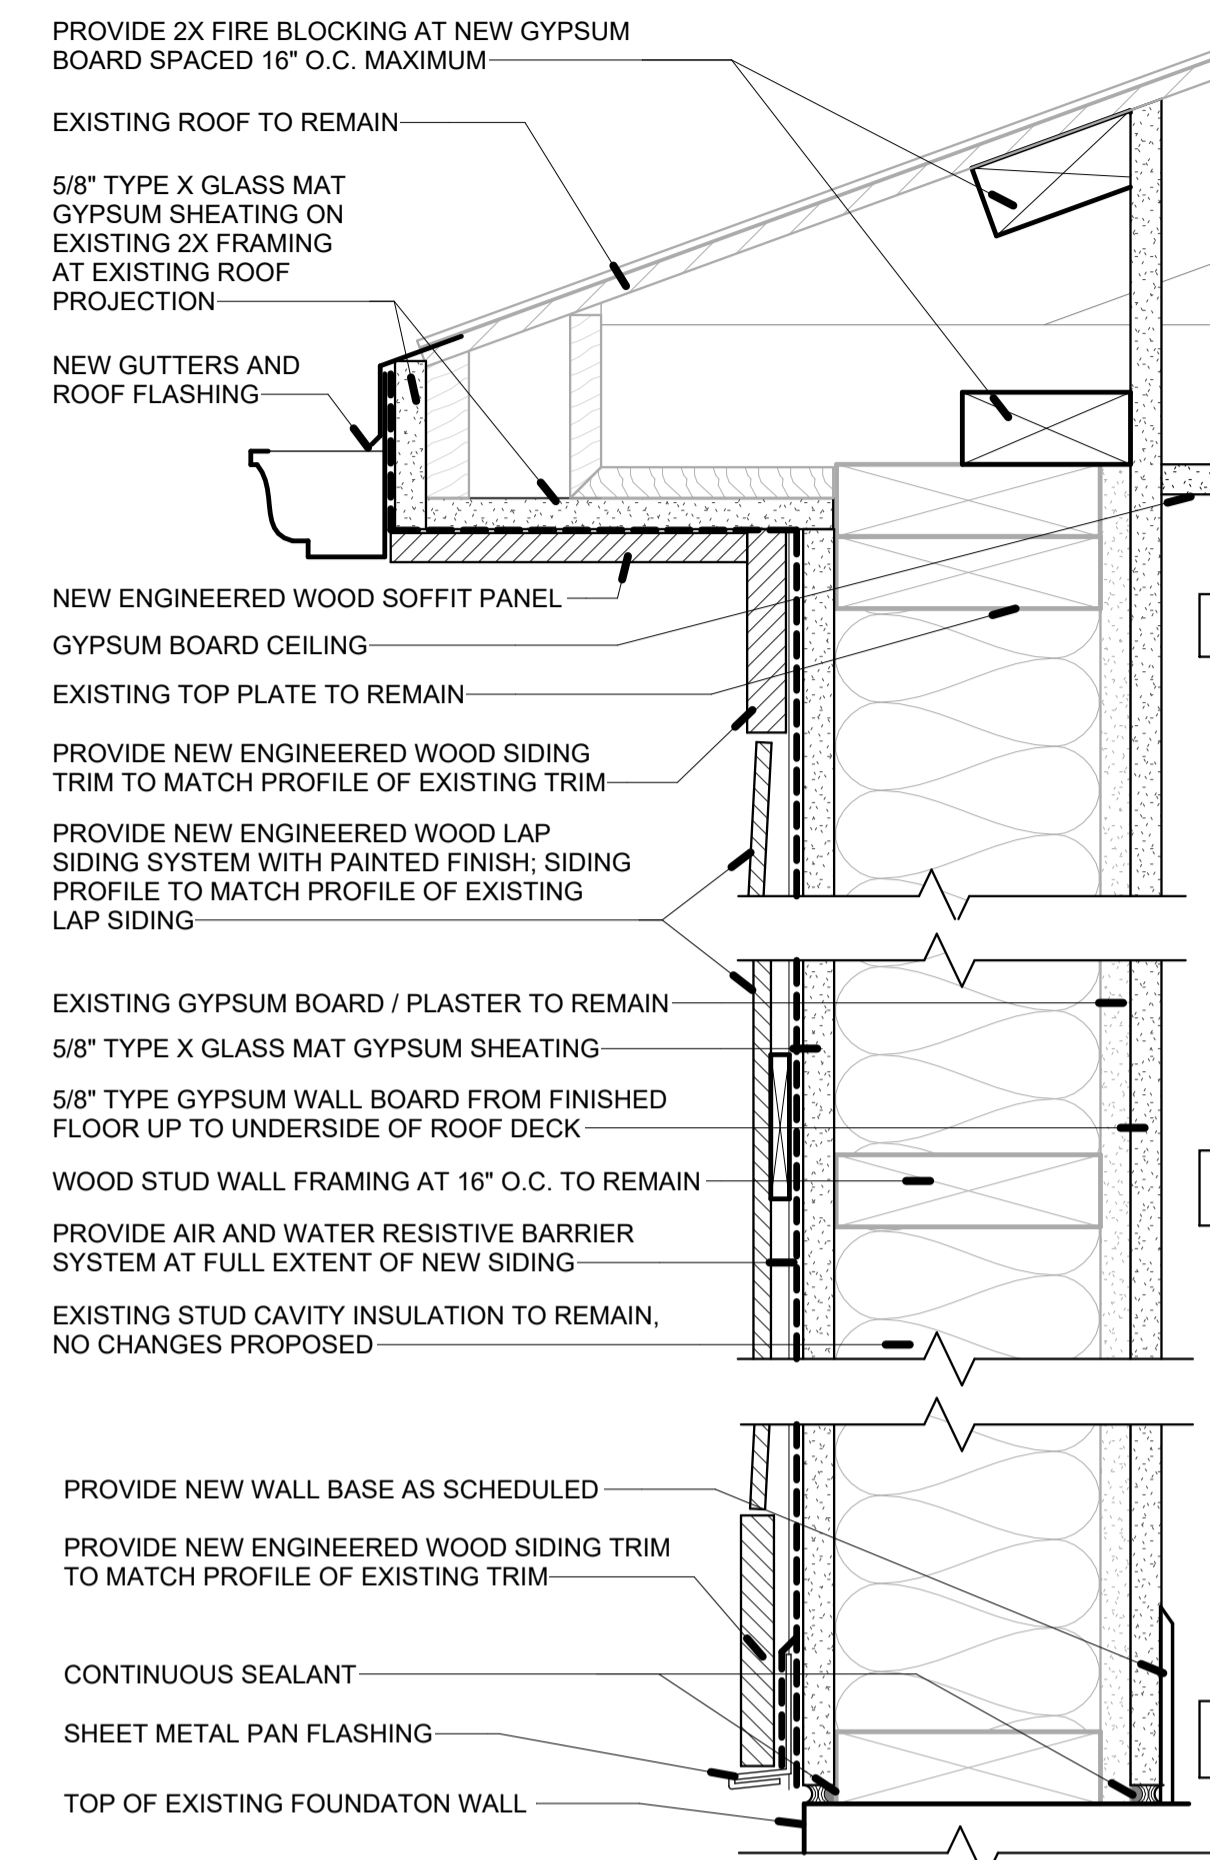 PROVIDE 2X FIRE BLOCKING AT NEW GYPSUM
BOARD SPACED 16" O.C. MAXIMUM
EXISTING ROOF TO REMAIN
5/8" TYPE X GLASS MAT
GYPSUM SHEATING ON
EXISTING 2X FRAMING
AT EXISTING ROOF
PROJECTION
NEW GUTTERS AND
ROOF FLASHING
NEW ENGINEERED WOOD SOFFIT PANEL
GYPSUM BOARD CEILING
EXISTING TOP PLATE TO REMAIN
PROVIDE NEW ENGINEERED WOOD SIDING
TRIM TO MATCH PROFILE OF EXISTING TRIM
PROVIDE NEW ENGINEERED WOOD LAP
SIDING SYSTEM WITH PAINTED FINISH; SIDING
PROFILE TO MATCH PROFILE OF EXISTING
LAP SIDING
EXISTING GYPSUM BOARD / PLASTER TO REMAIN
5/8" TYPE X GLASS MAT GYPSUM SHEATING
5/8" TYPE GYPSUM WALL BOARD FROM FINISHED
FLOOR UP TO UNDERSIDE OF ROOF DECK
WOOD STUD WALL FRAMING AT 16" O.C. TO REMAIN
PROVIDE AIR AND WATER RESISTIVE BARRIER
SYSTEM AT FULL EXTENT OF NEW SIDING
EXISTING STUD CAVITY INSULATION TO REMAIN,
NO CHANGES PROPOSED
PROVIDE NEW WALL BASE AS SCHEDULED
PROVIDE NEW ENGINEERED WOOD SIDING TRIM
TO MATCH PROFILE OF EXISTING TRIM
CONTINUOUS SEALANT
SHEET METAL PAN FLASHING
TOP OF EXISTING FOUNDATON WALL